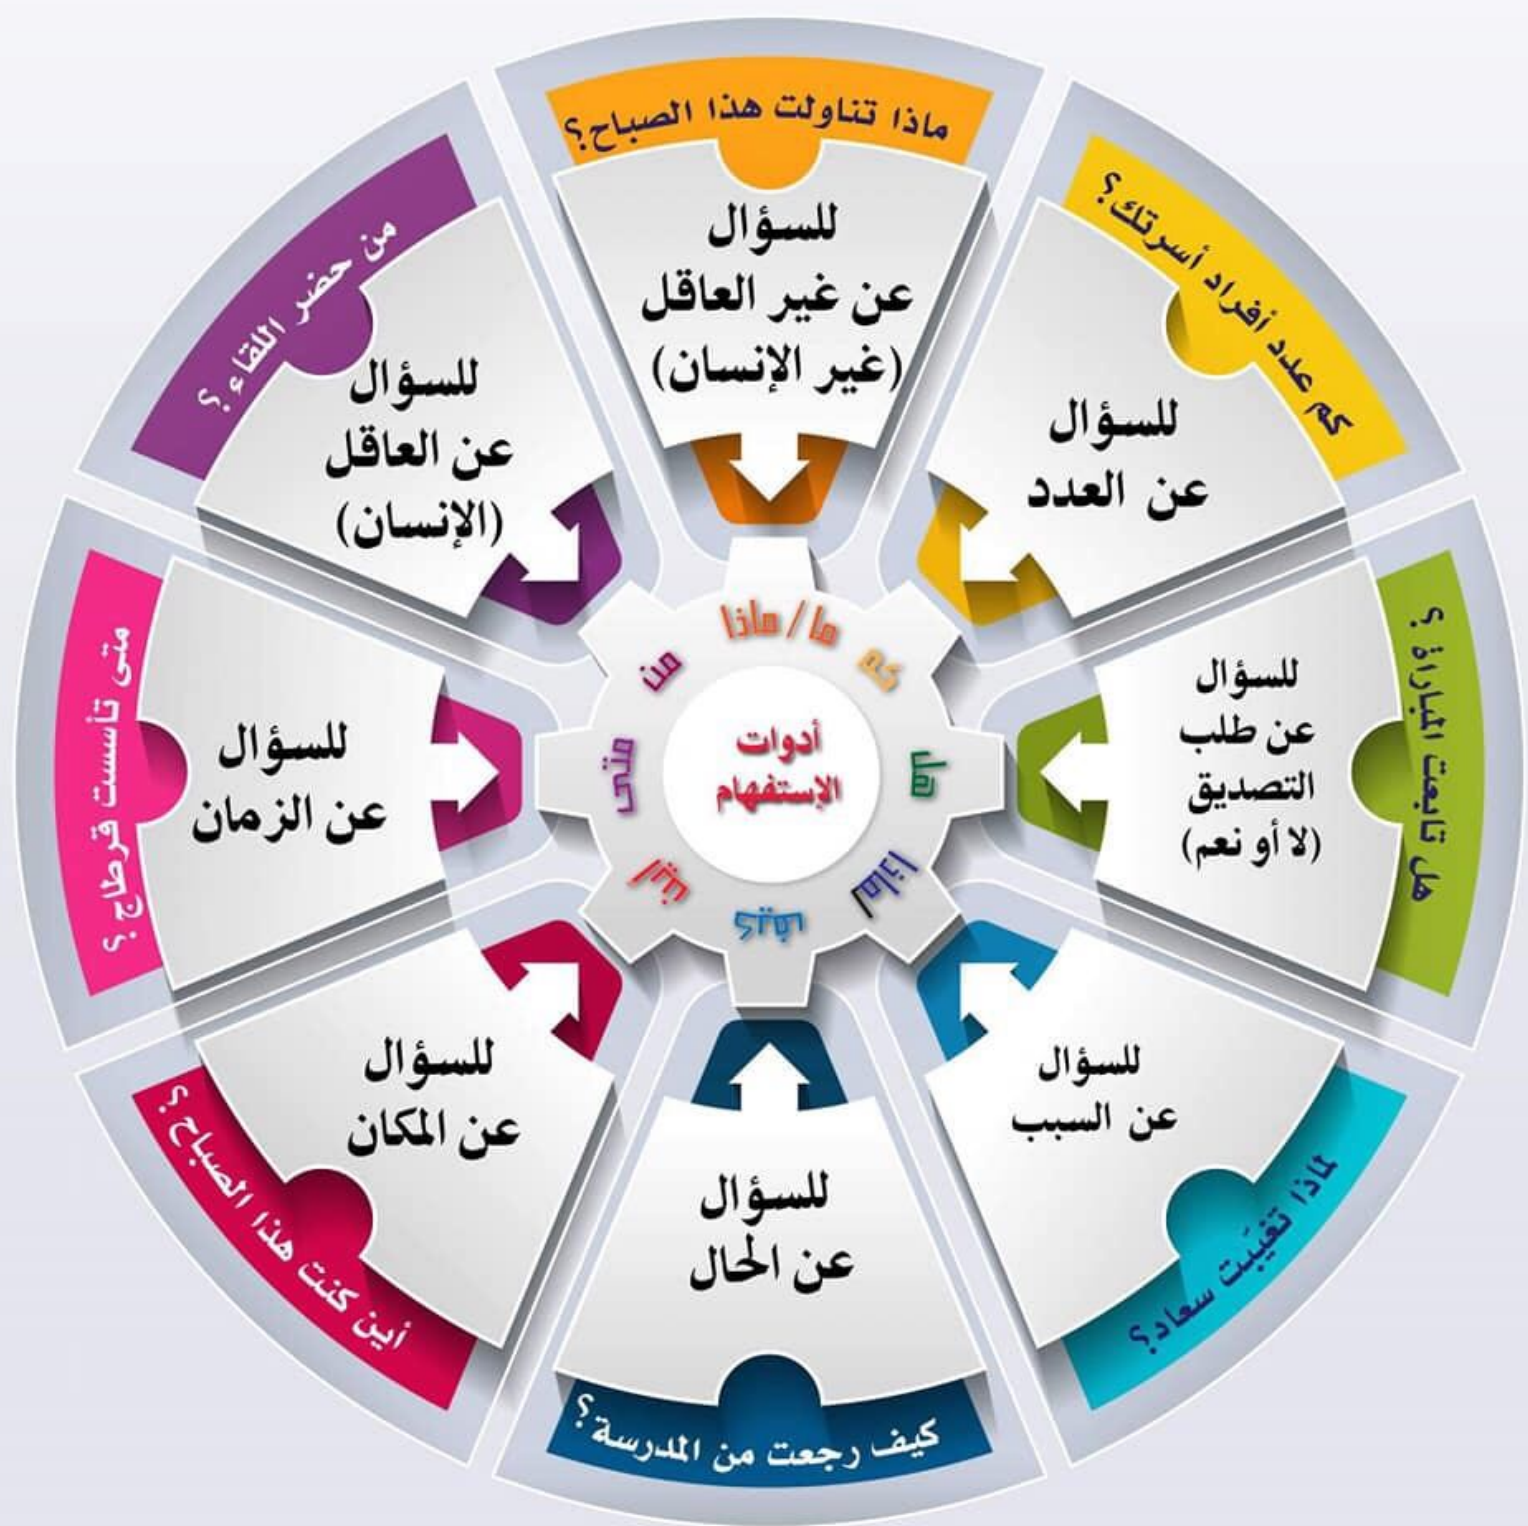 أدوات
الإستفهام
ما / ماذا
كم
هل
لماذا
كيف
أين
متى
من
ماذا تناولت هذا الصباح؟
للسؤال
عن غير العاقل
(غير الإنسان)
كم عدد أفراد أسرتك؟
للسؤال
عن العدد
هل تابعت المباراة ؟
للسؤال
عن طلب
التصديق
(لا أو نعم)
لماذا تغيّبت سعاد؟
للسؤال
عن السبب
كيف رجعت من المدرسة؟
للسؤال
عن الحال
أين كنت هذا الصباح؟
للسؤال
عن المكان
متى تأسست قرطاج؟
للسؤال
عن الزمان
من حضر اللقاء؟
للسؤال
عن العاقل
(الإنسان)